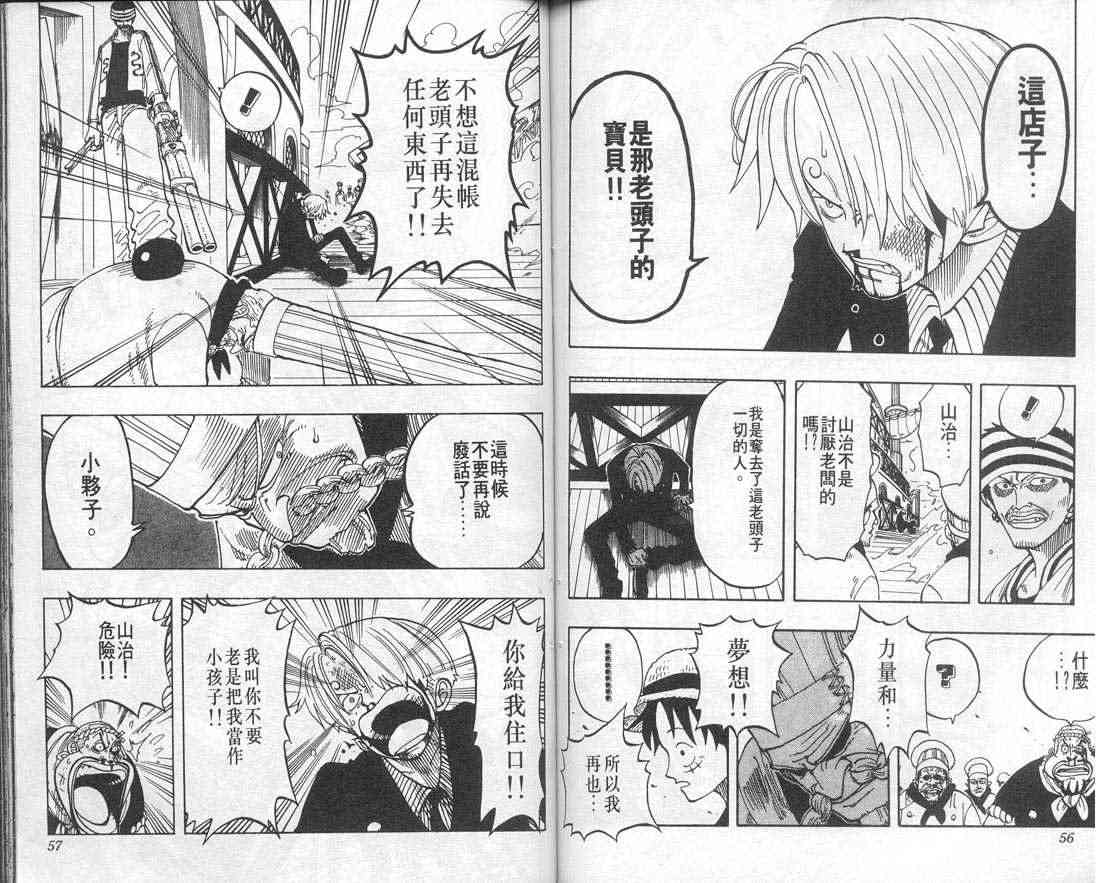 這店子⋯
是那老頭子的
寶貝!!
!
山治⋯
山治不是
討厭老闆的
嗎!?
我是奪去了這老頭子
一切的人。
什麼
⋯!?
?
力量和⋯
夢想!!
⋯⋯⋯
所以我
再也⋯
56
不想這混帳
老頭子再失去
任何東西了!!
!
這時候
不要再說
廢話了⋯⋯
小夥子。
你給我住口!!
我叫你不要
老是把我當作
小孩子!!
山治!
危險!!
57